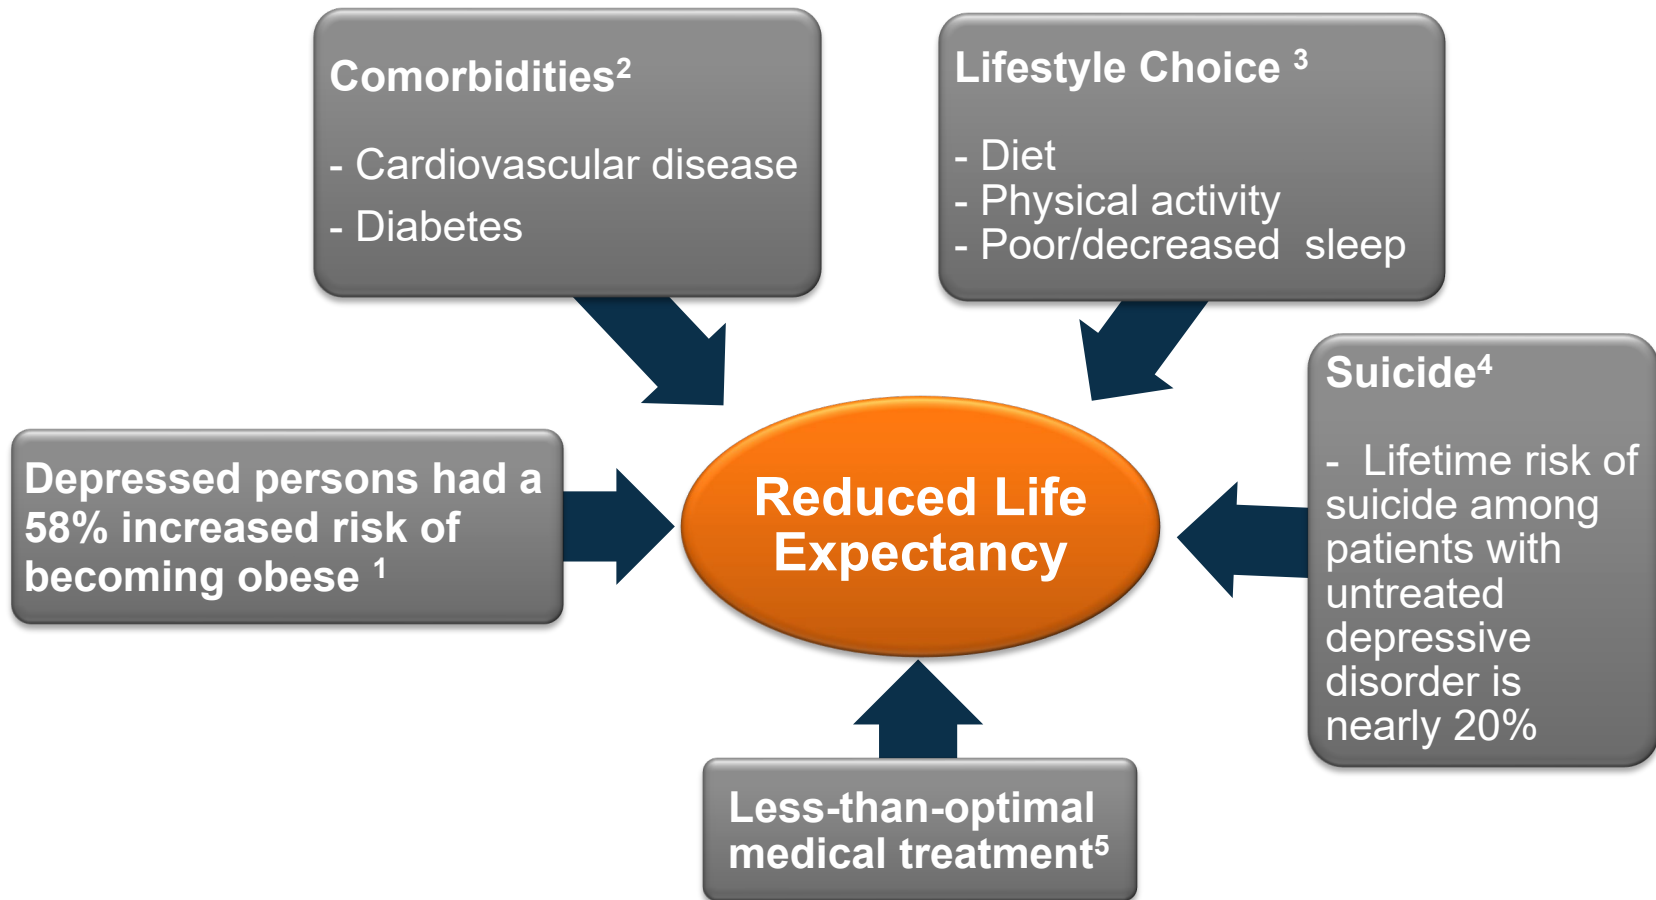 Comorbidities²
- Cardiovascular disease
- Diabetes
Lifestyle Choice ³
- Diet
- Physical activity
- Poor/decreased  sleep
Depressed persons had a
58% increased risk of
becoming obese ¹
Reduced Life
Expectancy
Suicide⁴
-  Lifetime risk of
suicide among
patients with
untreated
depressive
disorder is
nearly 20%
Less-than-optimal
medical treatment⁵